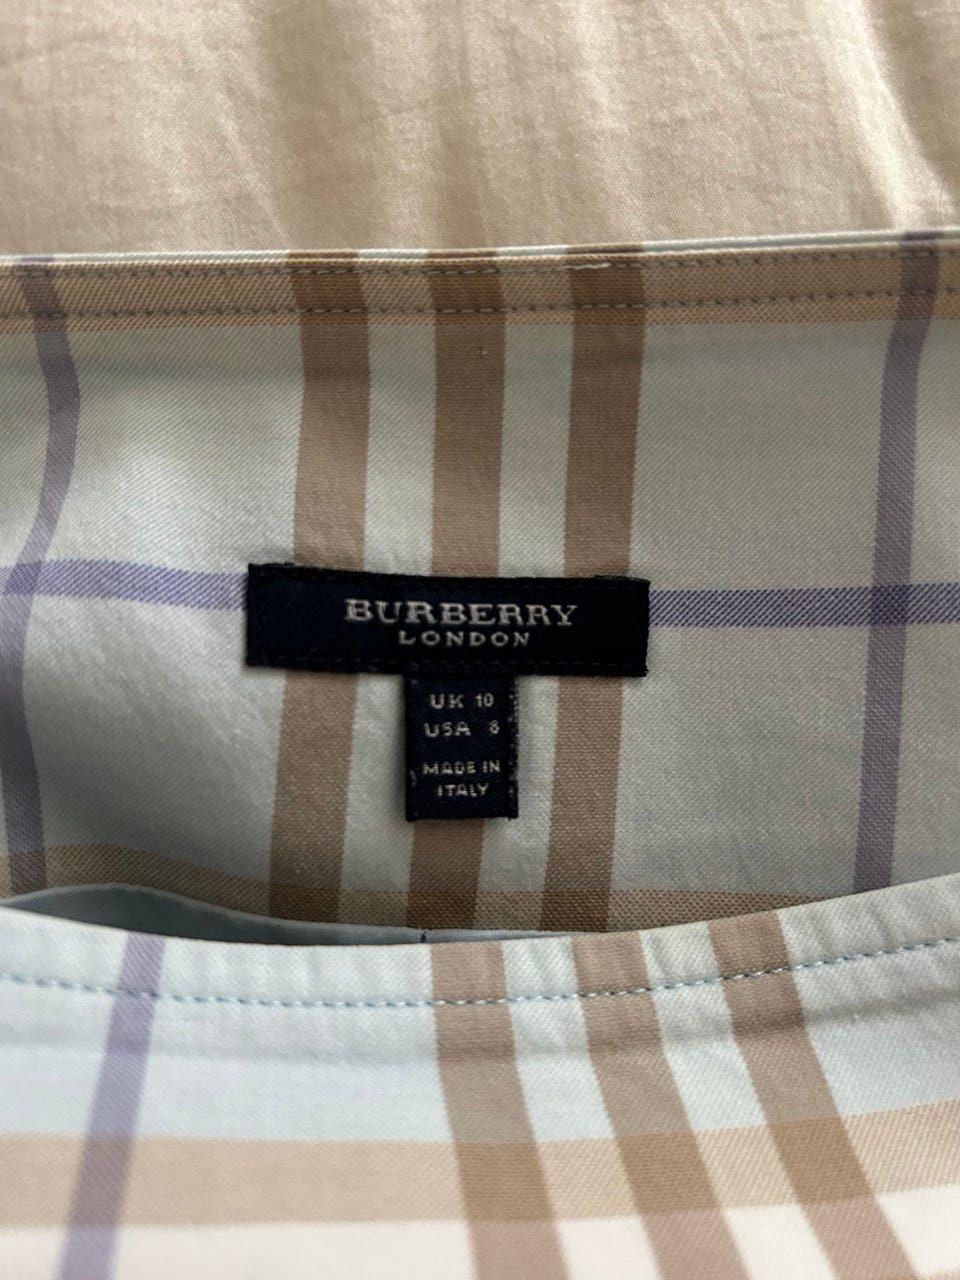 BURBERRY
LONDON
UK 10
USA 8
MADE IN
ITALY